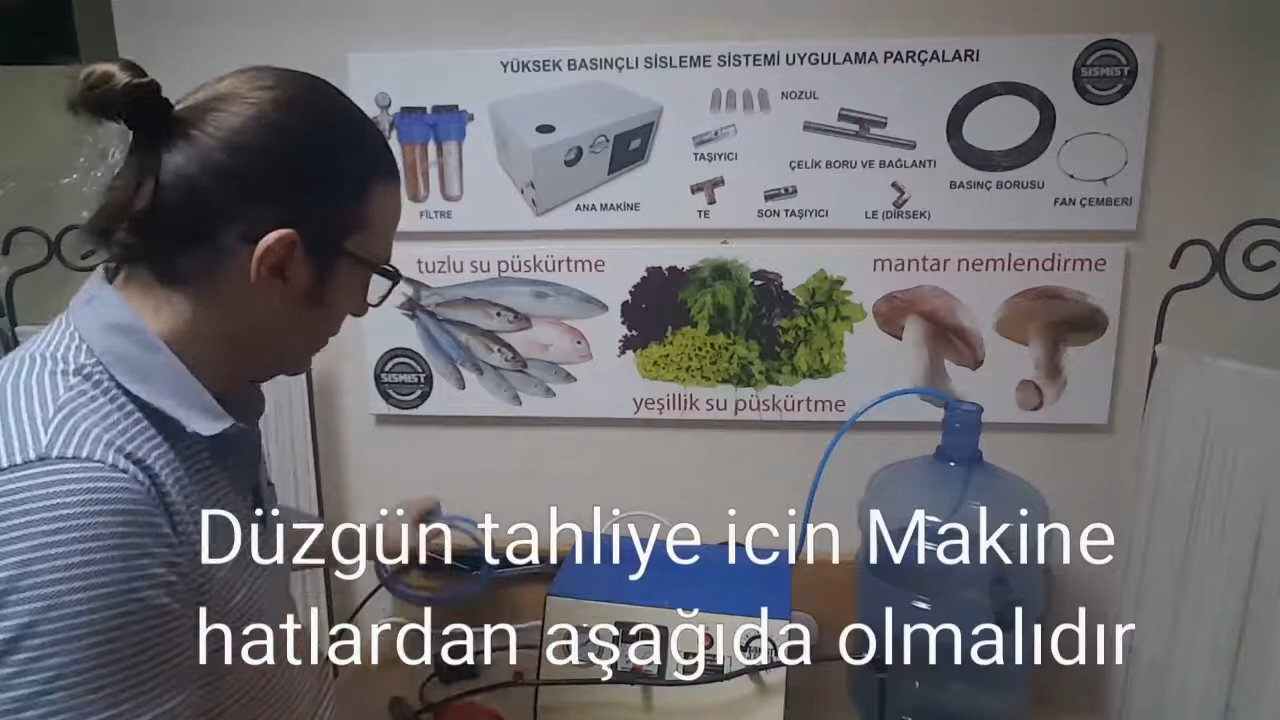 YÜKSEK BASINÇLI SİSLEME SİSTEMİ UYGULAMA PARÇALARI
SISMIST
NOZUL
TAŞIYICI
ÇELİK BORU VE BAĞLANTI
BASINÇ BORUSU
FAN ÇEMBERİ
FİLTRE
ANA MAKİNE
TE
SON TAŞIYICI
LE (DİRSEK)
tuzlu su püskürtme
mantar nemlendirme
SISMIST
yeşillik su püskürtme
Düzgün tahliye icin Makine
hatlardan aşağıda olmalıdır